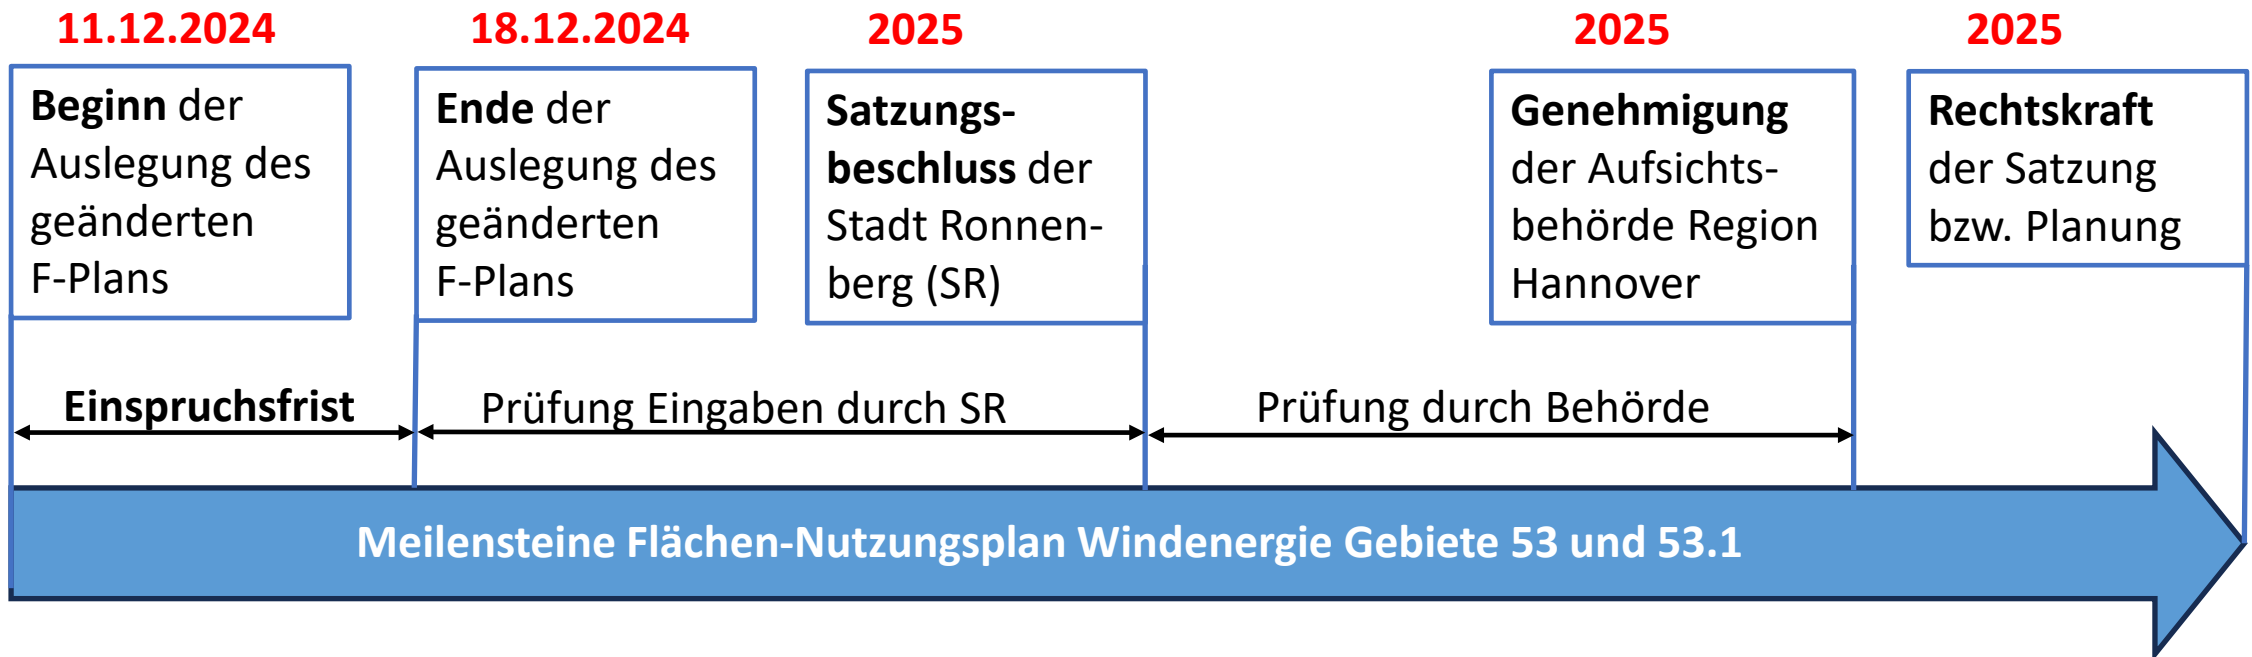 11.12.2024
Beginn der
Auslegung des
geänderten
F-Plans
18.12.2024
Ende der
Auslegung des
geänderten
F-Plans
2025
Satzungs-
beschluss der
Stadt Ronnen-
berg (SR)
2025
Genehmigung
der Aufsichts-
behörde Region
Hannover
2025
Rechtskraft
der Satzung
bzw. Planung
Einspruchsfrist
Prüfung Eingaben durch SR
Prüfung durch Behörde
Meilensteine Flächen-Nutzungsplan Windenergie Gebiete 53 und 53.1